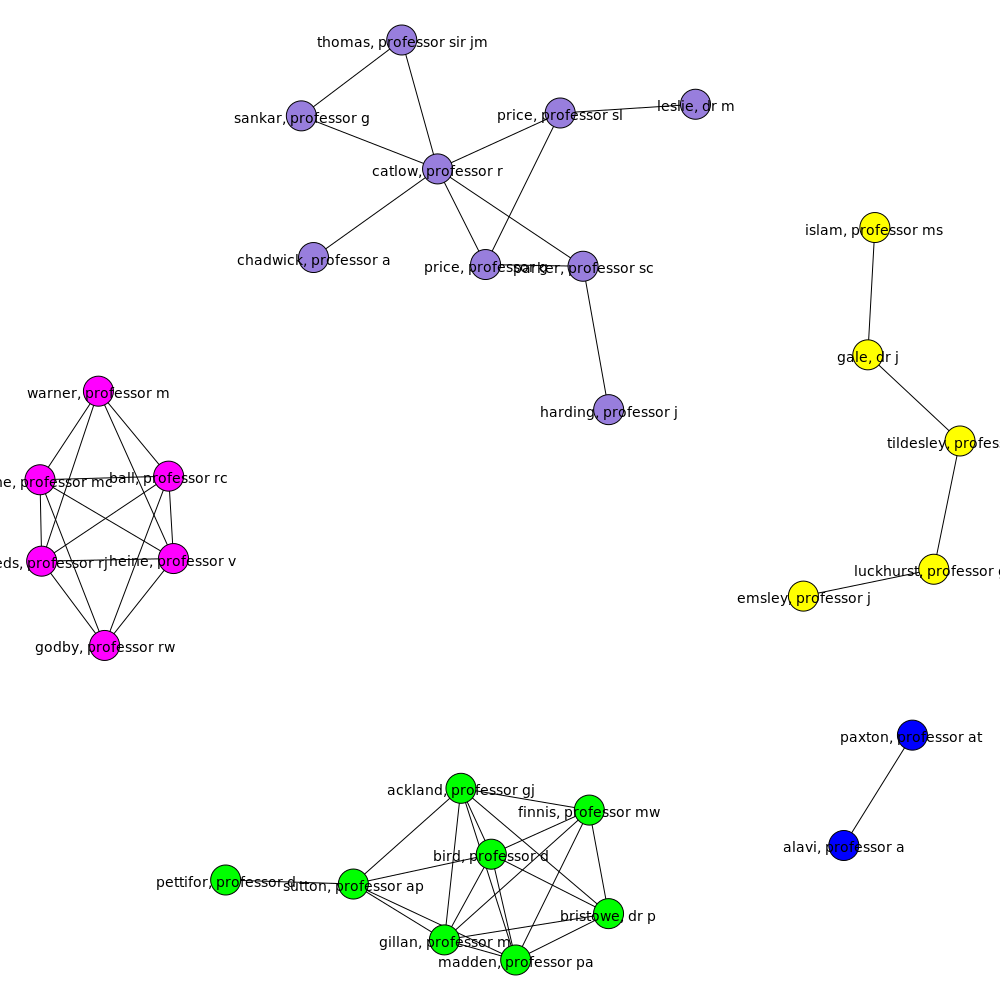 thomas, professor sir jm
leslie, dr m
price, professor sl
sankar, professor g
catlow, professor r
islam, professor ms
chadwick, professor a
price, professor g
parker, professor sc
gale, dr j
warner, professor m
harding, professor j
tildesley, profes
ball, professor rc
ne, professor mc
heine, professor v
eds, professor rj
luckhurst, professor g
emsley, professor j
godby, professor rw
paxton, professor at
ackland, professor gj
finnis, professor mw
alavi, professor a
bird, professor d
pettifor, professor d
sutton, professor ap
bristowe, dr p
gillan, professor m
madden, professor pa